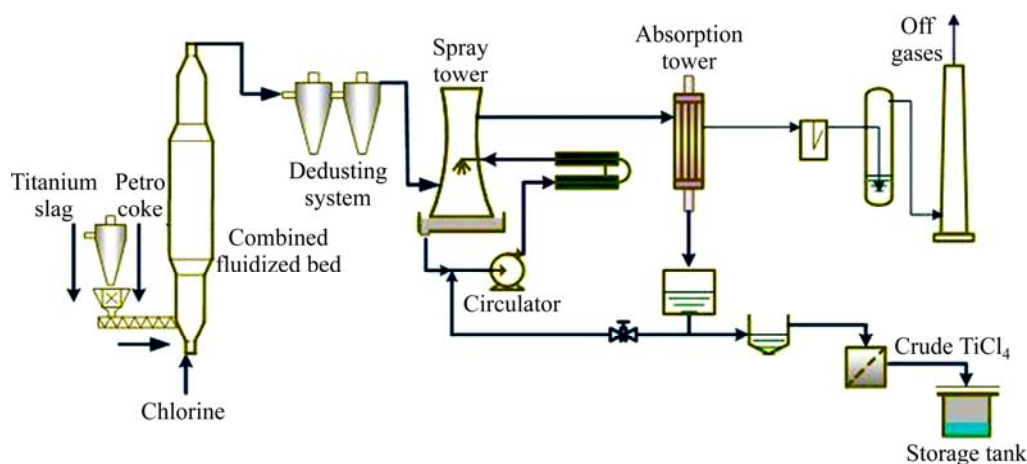 Off
gases
Absorption
tower
Spray
tower
Dedusting
system
Titanium
slag
Petro
coke
Combined
fluidized bed
Circulator
Crude TiCl₄
Chlorine
Storage tank